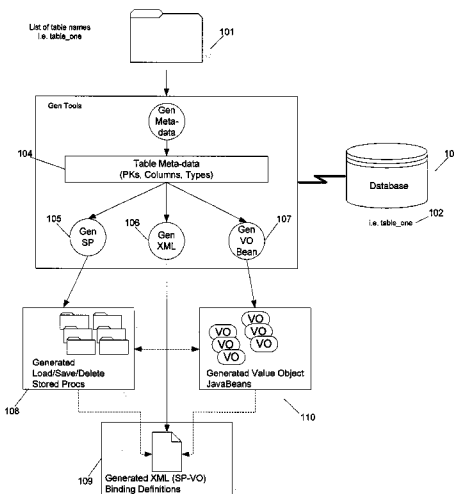 List of table names
i.e. table_one
101
Gen Tools
Gen
Meta-
data
104
Table Meta-data
(PKs, Columns, Types)
10
Database
i.e. table_one
102
105
Gen
SP
106
Gen
XML
107
Gen
VO
Bean
VO
VO
VO
VO
VO
VO
Generated
Load/Save/Delete
Stored Procs
Generated Value Object
JavaBeans
108
110
109
Generated XML (SP-VO)
Binding Definitions